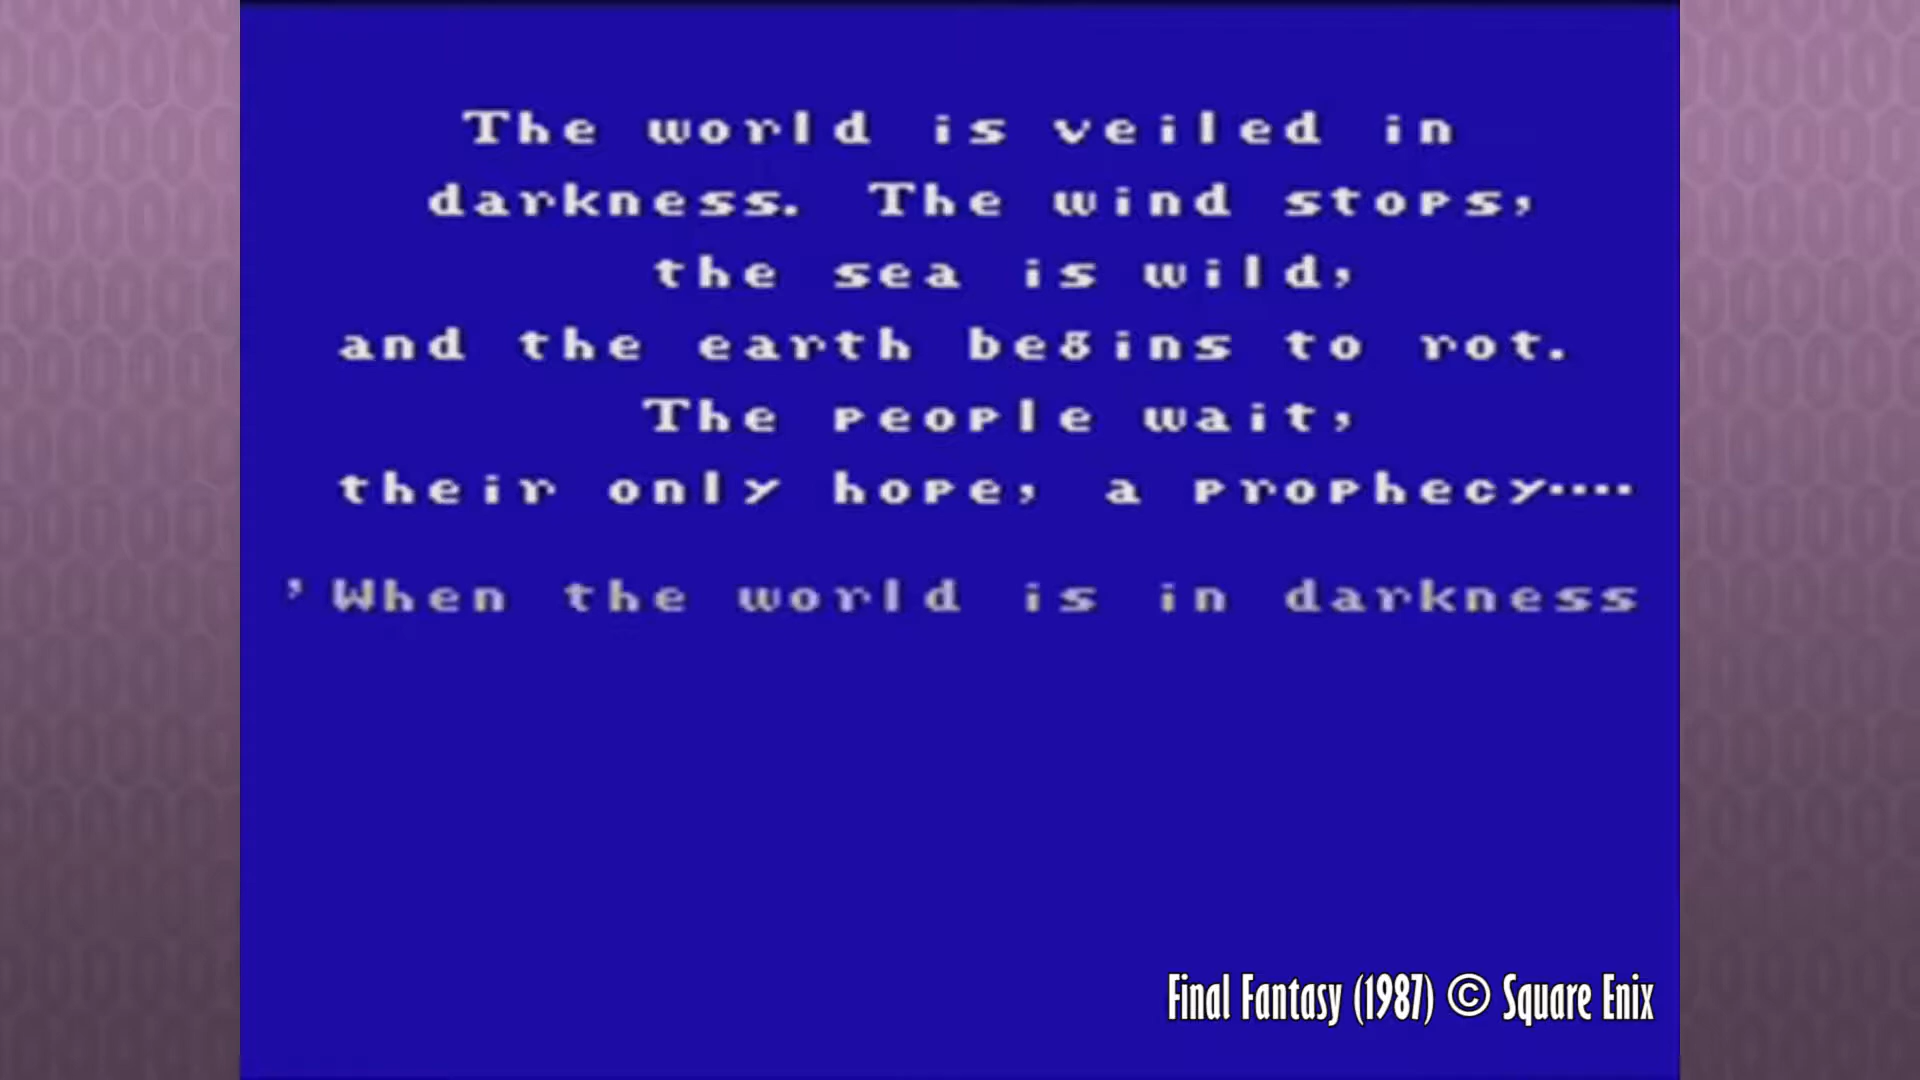 The world is veiled in
darkness. The wind stops,
the sea is wild,
and the earth begins to rot.
The people wait,
their only hope, a prophecy....
'When the world is in darkness
Final Fantasy (1987) © Square Enix